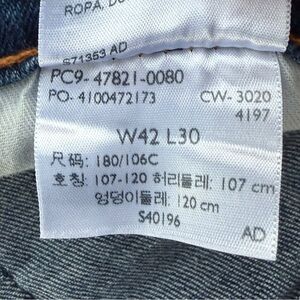 ROPA, D
S71353 AD
PC9- 47821-0080
PO- 4100472173 CW- 3020
4197
W42 L30
尺码: 180/106C
호칭: 107-120 허리둘레: 107 cm
엉덩이둘레: 120 cm
S40196
AD